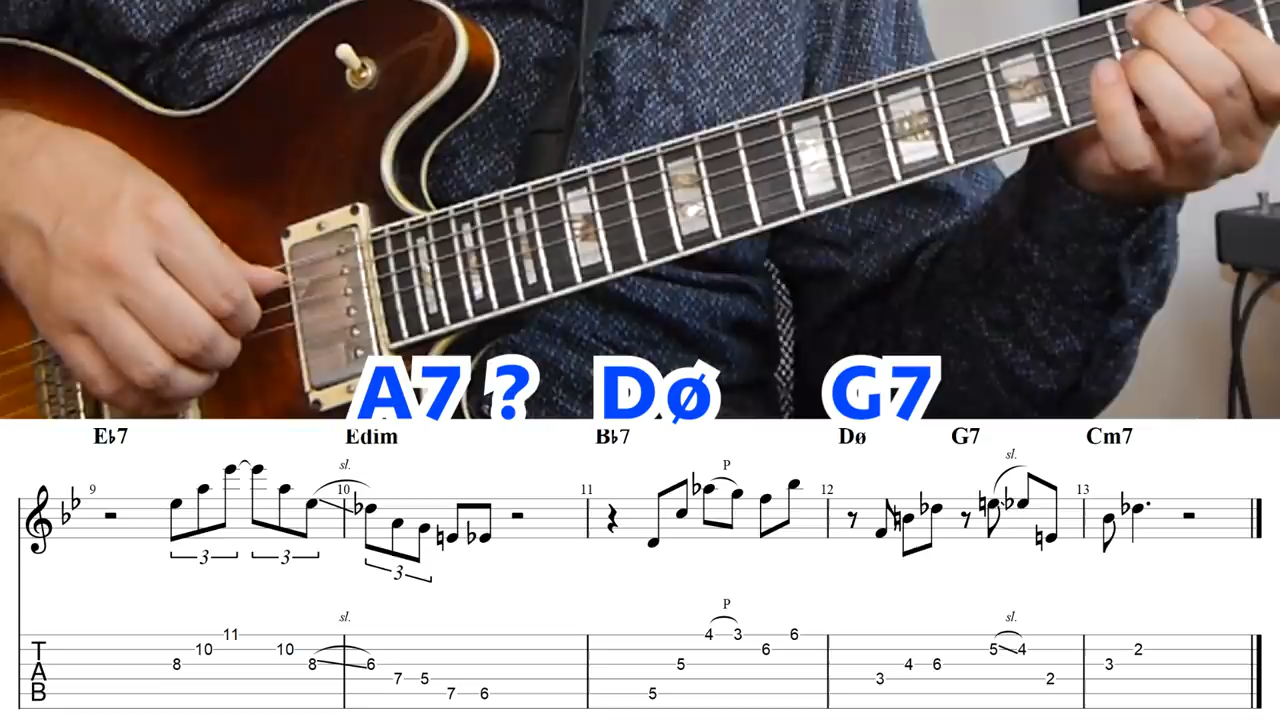 A7? Dø G7
E♭7 Edim B♭7 Dø G7 Cm7
sl. P sl.
9 10 11 12 13
3 3 3
sl. P sl.
T 8 10 11 10 8 6 7 5 7 6 5 5 4 3 6 6 3 4 6 5 4 2 3 2
A
B